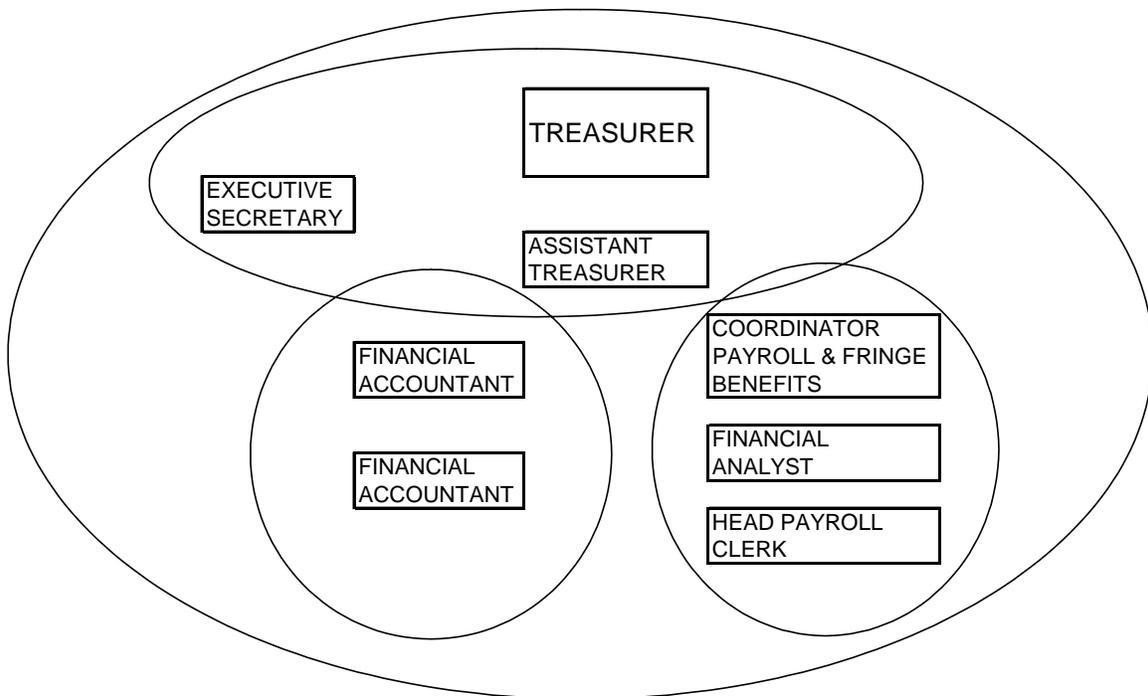 TREASURER
EXECUTIVE
SECRETARY
ASSISTANT
TREASURER
FINANCIAL
ACCOUNTANT
COORDINATOR
PAYROLL & FRINGE
BENEFITS
FINANCIAL
ANALYST
FINANCIAL
ACCOUNTANT
HEAD PAYROLL
CLERK